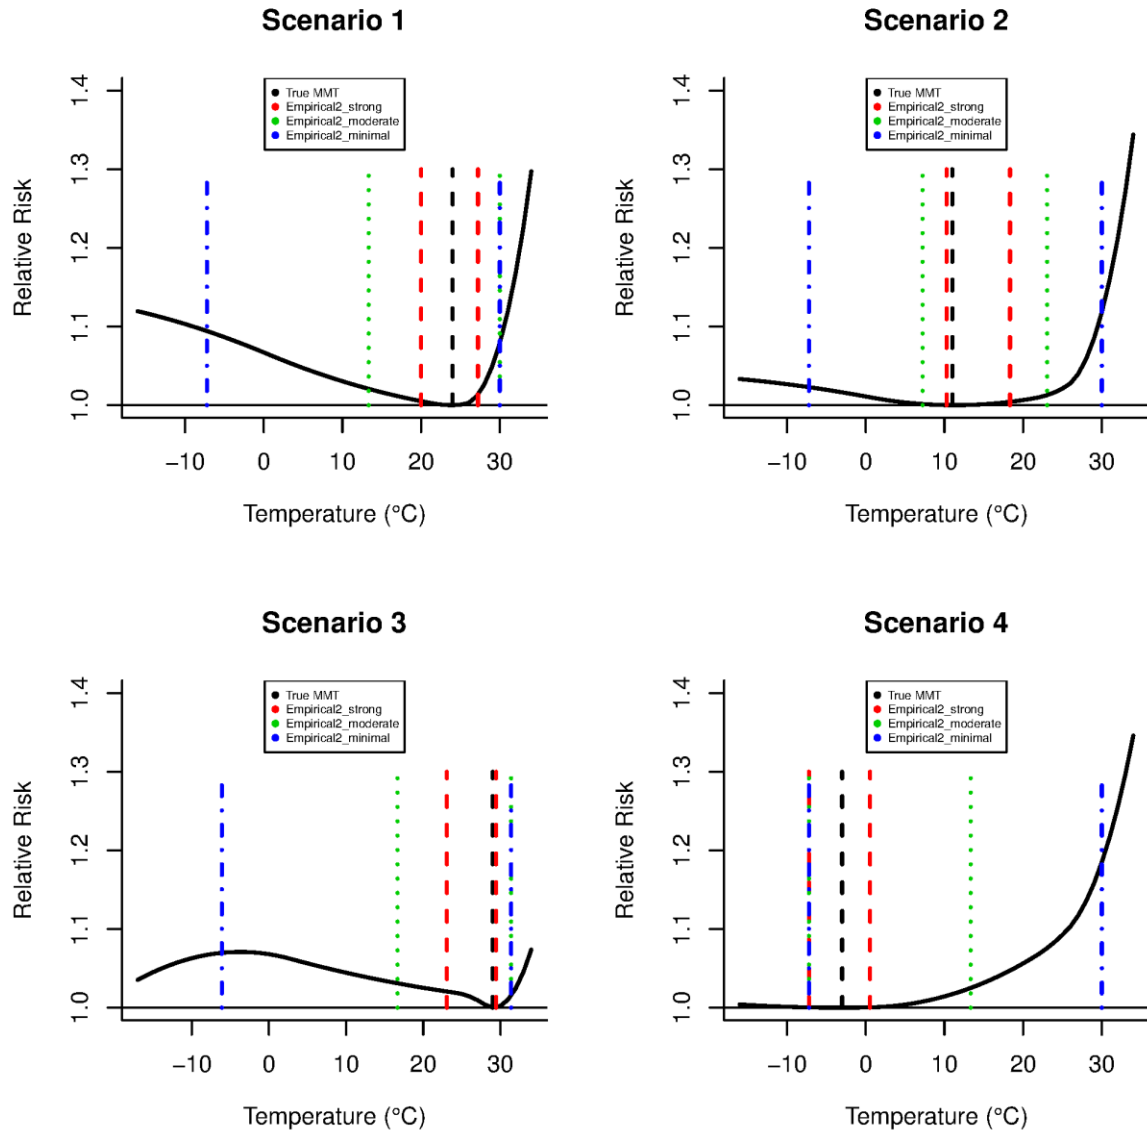 Scenario 1
Relative Risk
1.4
1.3
1.2
1.1
1.0
True MMT
Empirical2_strong
Empirical2_moderate
Empirical2_minimal
−10 0 10 20 30
Temperature (°C)
Scenario 2
Relative Risk
1.4
1.3
1.2
1.1
1.0
True MMT
Empirical2_strong
Empirical2_moderate
Empirical2_minimal
−10 0 10 20 30
Temperature (°C)
Scenario 3
Relative Risk
1.4
1.3
1.2
1.1
1.0
True MMT
Empirical2_strong
Empirical2_moderate
Empirical2_minimal
−10 0 10 20 30
Temperature (°C)
Scenario 4
Relative Risk
1.4
1.3
1.2
1.1
1.0
True MMT
Empirical2_strong
Empirical2_moderate
Empirical2_minimal
−10 0 10 20 30
Temperature (°C)